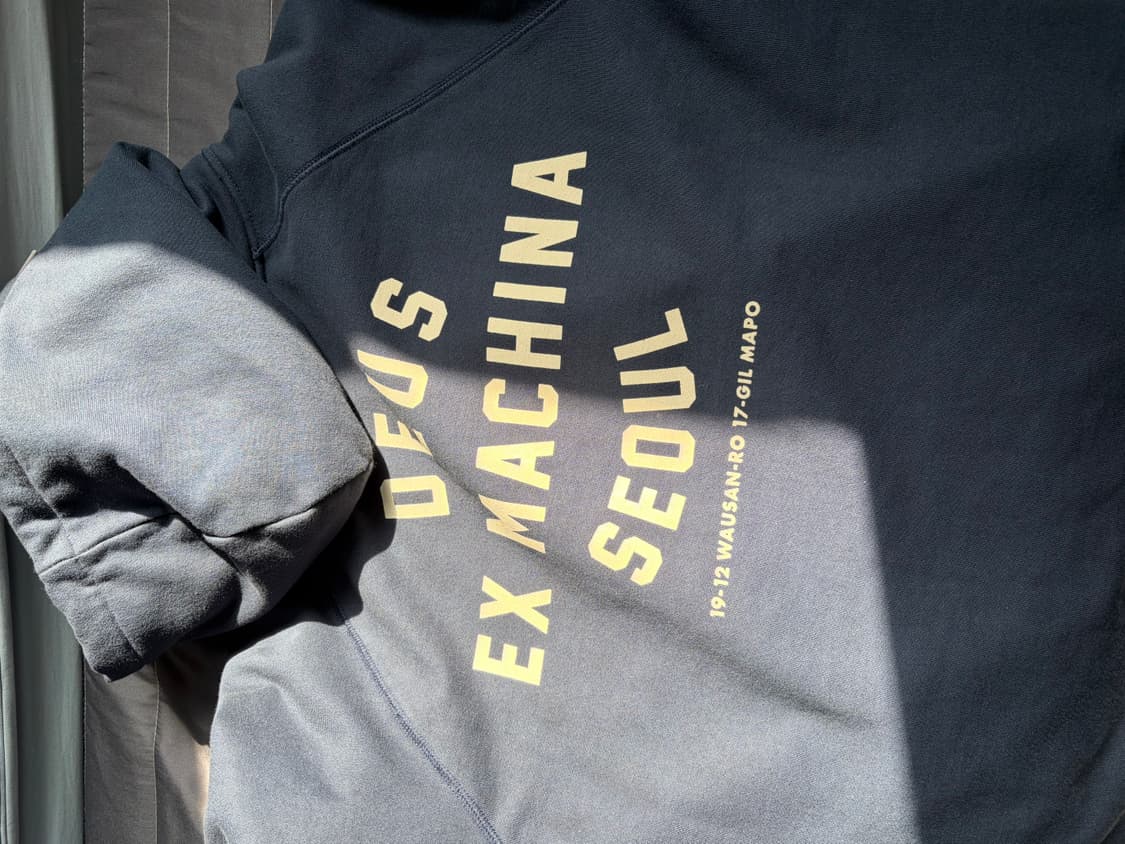 DEUS
EX MACHINA
SEOUL
19-12 WAUSAN-RO 17-GIL MAPO